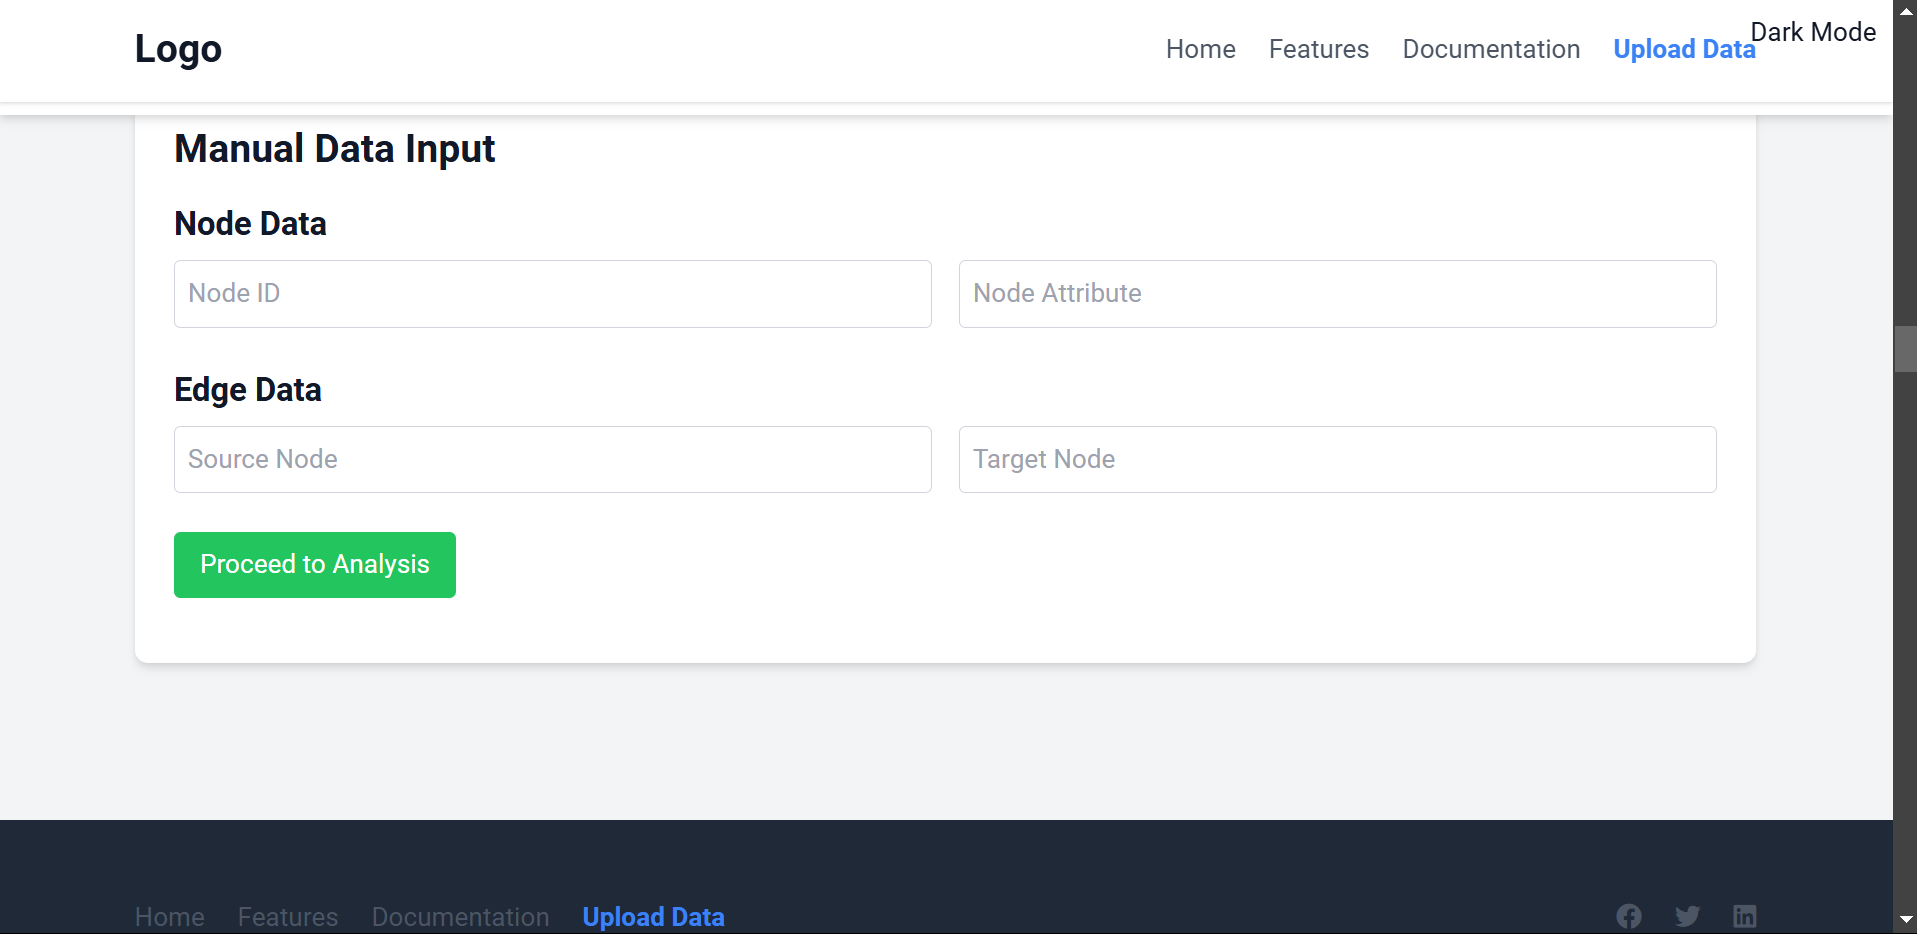 Logo
Home Features Documentation Upload Data Dark Mode
Manual Data Input
Node Data
Node ID Node Attribute
Edge Data
Source Node Target Node
Proceed to Analysis
Home Features Documentation Upload Data